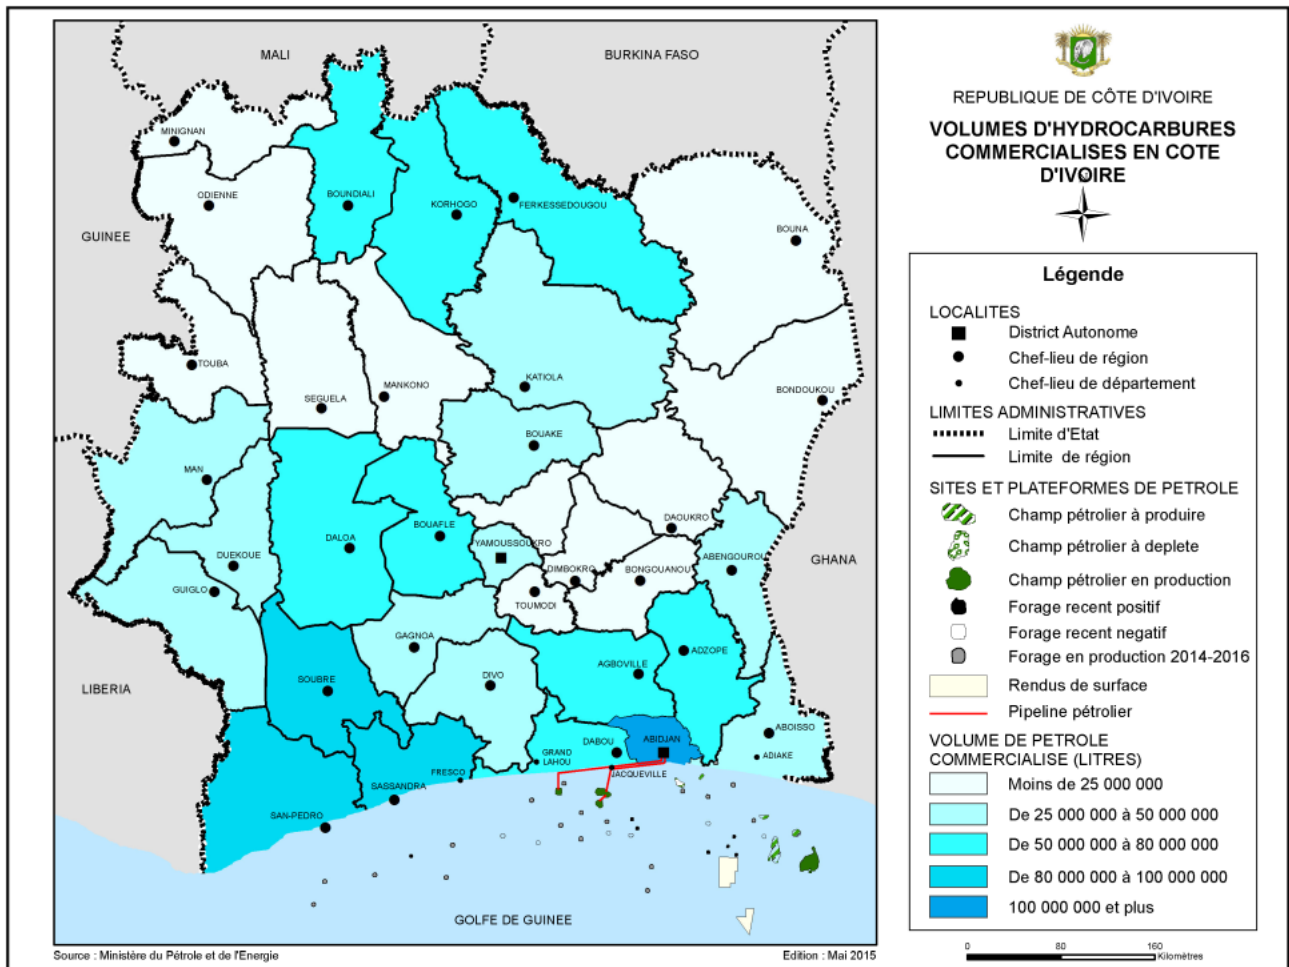 MALI
BURKINA FASO
MINIGNAN
ODIENNE
BOUNDIALI
KORHOGO
FERKESSEDOUGOU
BOUNA
GUINEE
TOUBA
SEGUELA
MANKONO
KATIOLA
BONDOUKOU
BOUAKE
MAN
DALOA
BOUAFLE
YAMOUSSOUKRO
DAOUKRO
DUEKOUE
DIMBOKRO
BONGOUANOU
ABENGOUROU
GHANA
GUIGLO
TOUMODI
GAGNOA
AGBOVILLE
ADZOPE
LIBERIA
SOUBRE
DIVO
ABOISSO
ADIAKE
GRAND
LAHOU
DABOU
ABIDJAN
JACQUEVILLE
FRESCO
SASSANDRA
SAN-PEDRO
GOLFE DE GUINEE
Source : Ministère du Pétrole et de l'Energie
Edition : Mai 2015
REPUBLIQUE DE CÔTE D'IVOIRE
VOLUMES D'HYDROCARBURES
COMMERCIALISES EN COTE
D'IVOIRE
Légende
LOCALITES
District Autonome
Chef-lieu de région
Chef-lieu de département
LIMITES ADMINISTRATIVES
Limite d'Etat
Limite de région
SITES ET PLATEFORMES DE PETROLE
Champ pétrolier à produire
Champ pétrolier à deplete
Champ pétrolier en production
Forage recent positif
Forage recent negatif
Forage en production 2014-2016
Rendus de surface
Pipeline pétrolier
VOLUME DE PETROLE
COMMERCIALISE (LITRES)
Moins de 25 000 000
De 25 000 000 à 50 000 000
De 50 000 000 à 80 000 000
De 80 000 000 à 100 000 000
100 000 000 et plus
0 80 160
Kilomètres